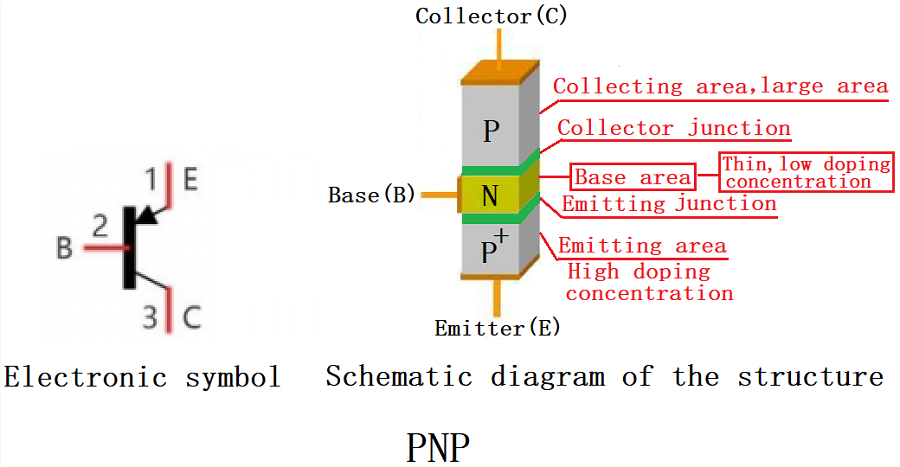 Collector(C)
Collecting area,large area
P
Collector junction
Base(B)
N
Base area
Thin,low doping
concentration
Emitting junction
P+
Emitting area
High doping
concentration
Emitter(E)
1 E
2
B
3 C
Electronic symbol
Schematic diagram of the structure
PNP